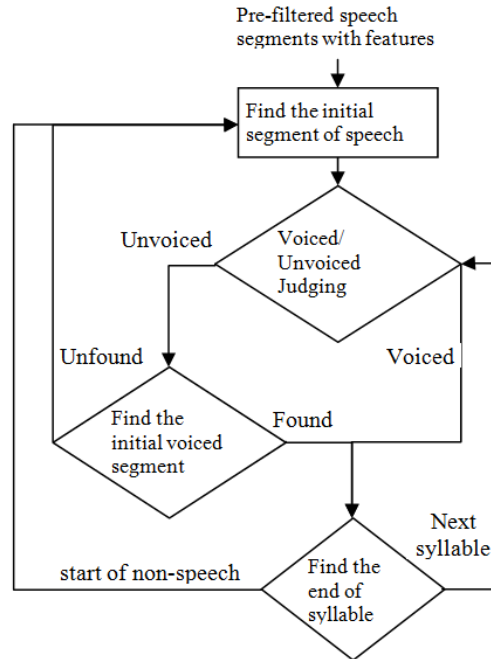 Pre-filtered speech
segments with features
Find the initial
segment of speech
Unvoiced
Voiced/
Unvoiced
Judging
Unfound
Voiced
Find the
initial voiced
segment
Found
Next
syllable
start of non-speech
Find the
end of
syllable